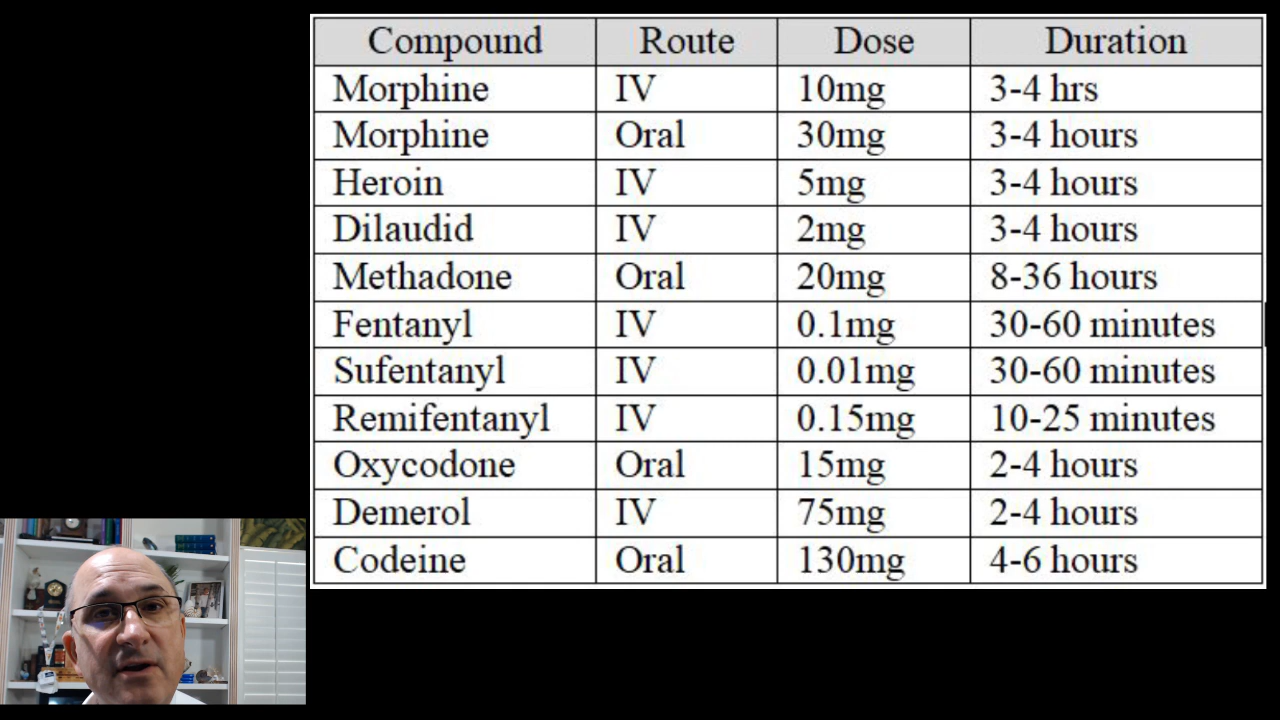 Compound Route Dose Duration
Morphine IV 10mg 3-4 hrs
Morphine Oral 30mg 3-4 hours
Heroin IV 5mg 3-4 hours
Dilaudid IV 2mg 3-4 hours
Methadone Oral 20mg 8-36 hours
Fentanyl IV 0.1mg 30-60 minutes
Sufentanyl IV 0.01mg 30-60 minutes
Remifentanyl IV 0.15mg 10-25 minutes
Oxycodone Oral 15mg 2-4 hours
Demerol IV 75mg 2-4 hours
Codeine Oral 130mg 4-6 hours